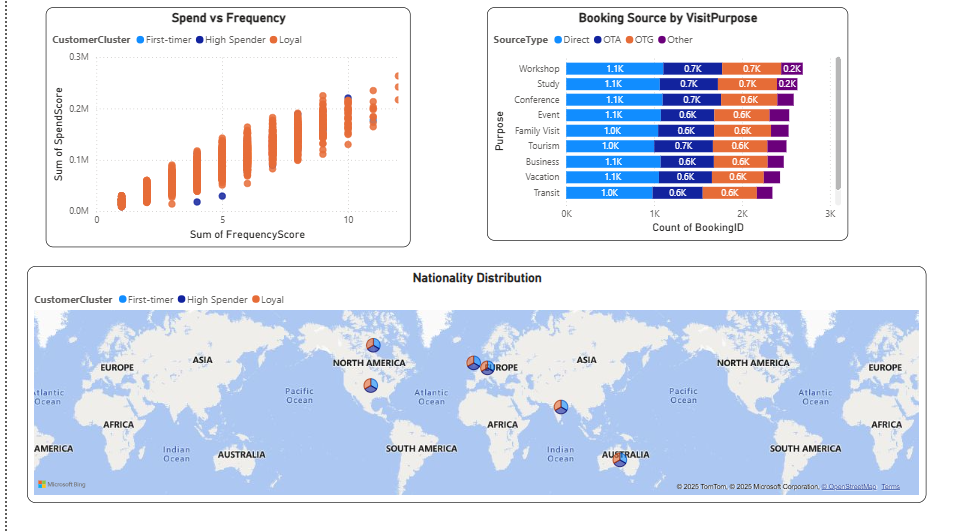 Spend vs Frequency
CustomerCluster First-timer High Spender Loyal
0.3M
0.2M
0.1M
0.0M
Sum of SpendScore
0 5 10
Sum of FrequencyScore
Booking Source by VisitPurpose
SourceType Direct OTA OTG Other
Purpose
Workshop 1.1K 0.7K 0.7K 0.2K
Study 1.1K 0.7K 0.7K 0.2K
Conference 1.1K 0.7K 0.6K
Event 1.1K 0.6K 0.6K
Family Visit 1.0K 0.6K 0.6K
Tourism 1.0K 0.7K 0.6K
Business 1.1K 0.6K 0.6K
Vacation 1.1K 0.6K 0.6K
Transit 1.0K 0.6K 0.6K
0K 1K 2K 3K
Count of BookingID
Nationality Distribution
CustomerCluster First-timer High Spender Loyal
EUROPE ASIA NORTH AMERICA EUROPE ASIA NORTH AMERICA EUROPE
Atlantic Ocean Pacific Ocean Atlantic Ocean Pacific Ocean Atlantic Ocean
AFRICA AFRICA AFRICA
AMERICA Indian Ocean AUSTRALIA SOUTH AMERICA Indian Ocean AUSTRALIA SOUTH AMERICA
Microsoft Bing
© 2025 TomTom, © 2025 Microsoft Corporation, © OpenStreetMap Terms